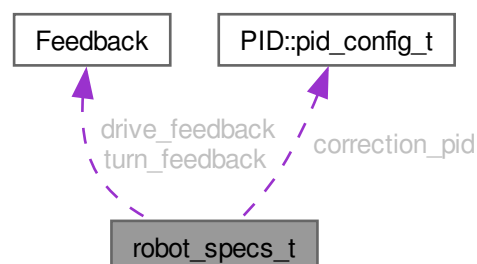 Feedback
PID::pid_config_t
drive_feedback
turn_feedback
correction_pid
robot_specs_t